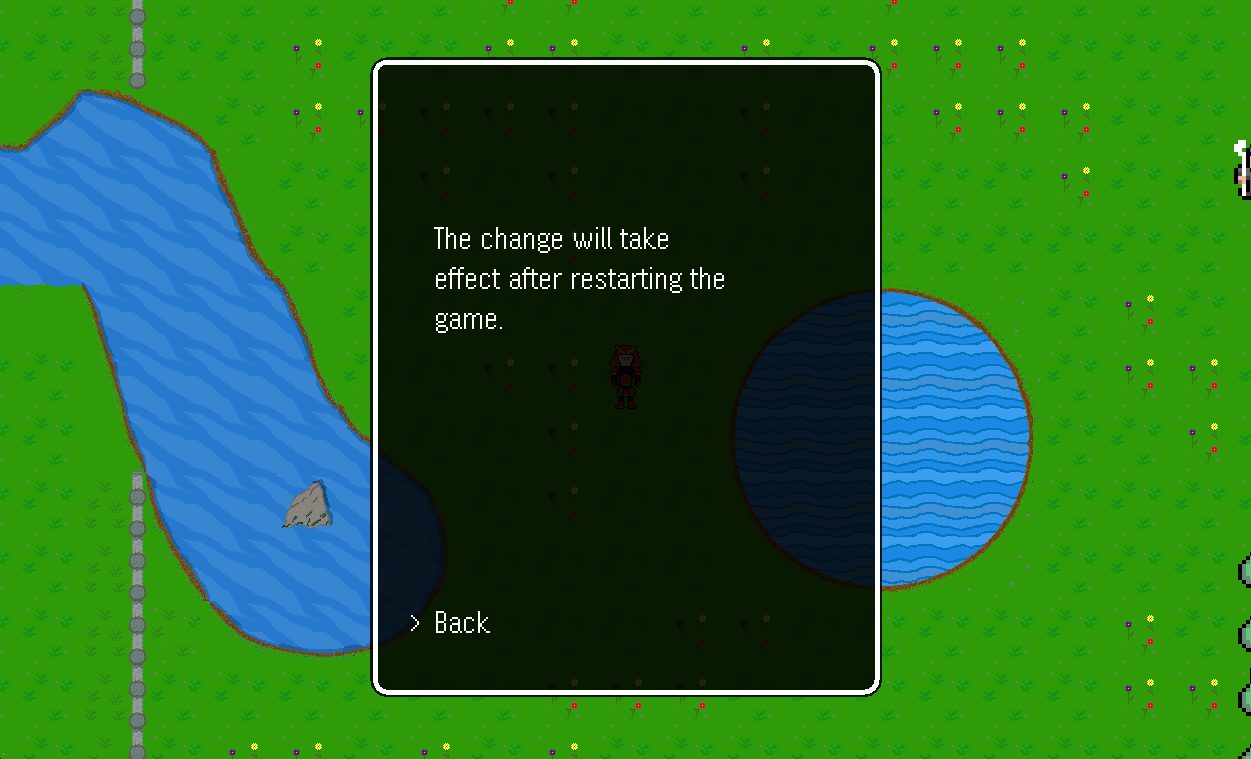 The change will take
effect after restarting the
game.
> Back